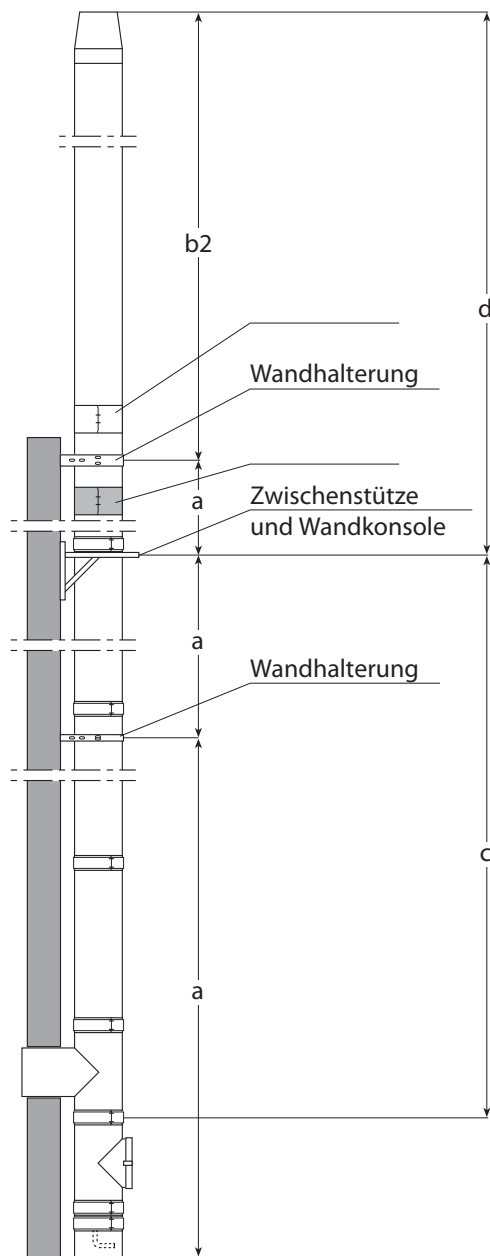 b2
d
Wandhalterung
a
Zwischenstütze
und Wandkonsole
a
Wandhalterung
c
a